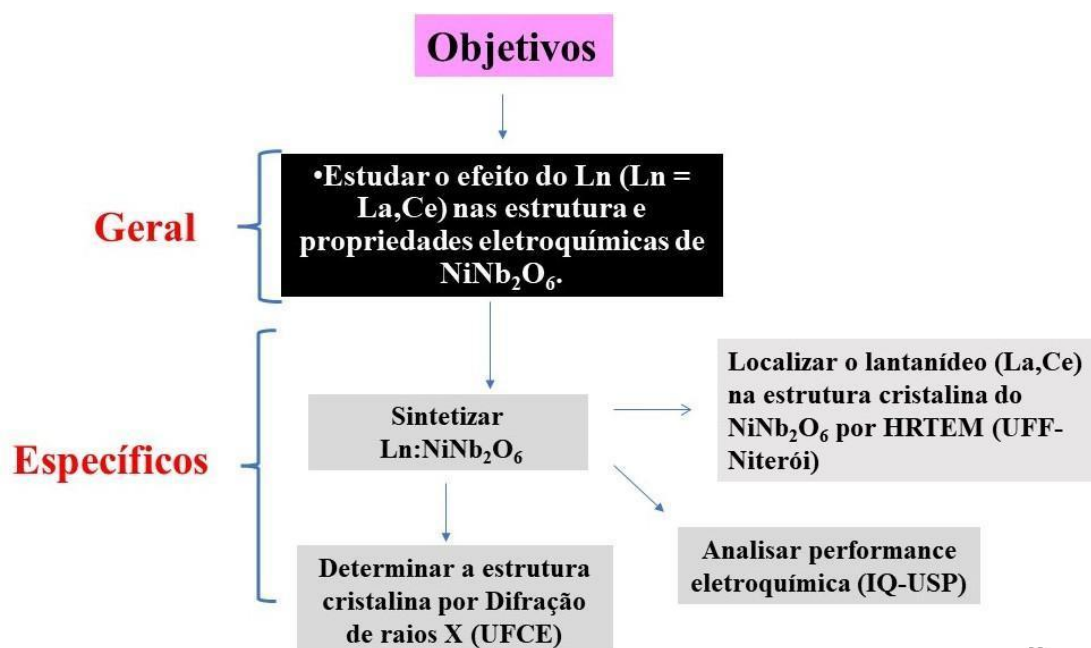 Objetivos
Geral
•Estudar o efeito do Ln (Ln =
La,Ce) nas estrutura e
propriedades eletroquímicas de
NiNb₂O₆.
Específicos
Sintetizar
Ln:NiNb₂O₆
Localizar o lantanídeo (La,Ce)
na estrutura cristalina do
NiNb₂O₆ por HRTEM (UFF-
Niterói)
Determinar a estrutura
cristalina por Difração
de raios X (UFCE)
Analisar performance
eletroquímica (IQ-USP)